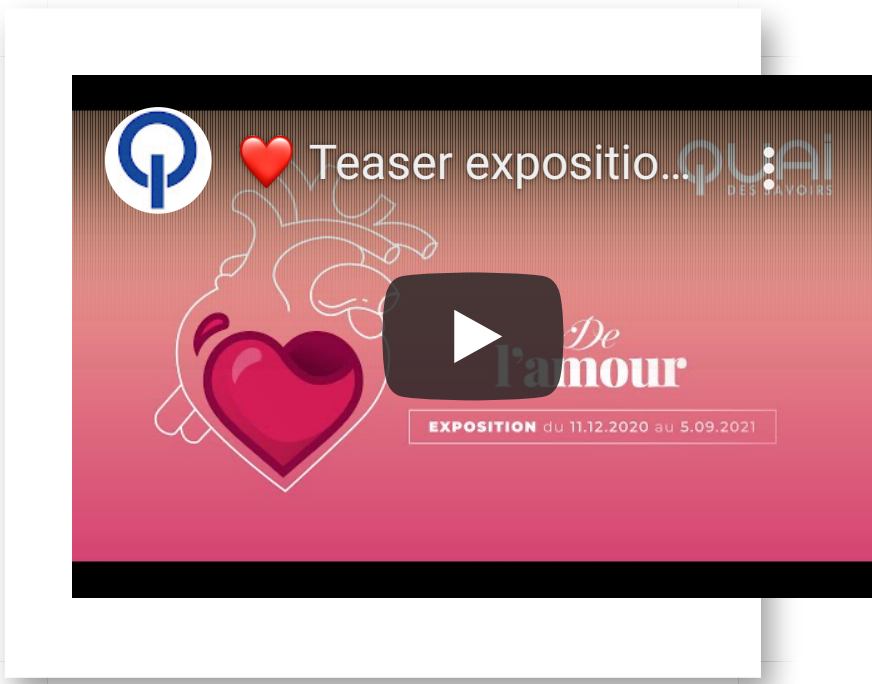 ❤️ Teaser expositio...
QUAI
DES SAVOIRS
De
l'amour
EXPOSITION du 11.12.2020 au 5.09.2021